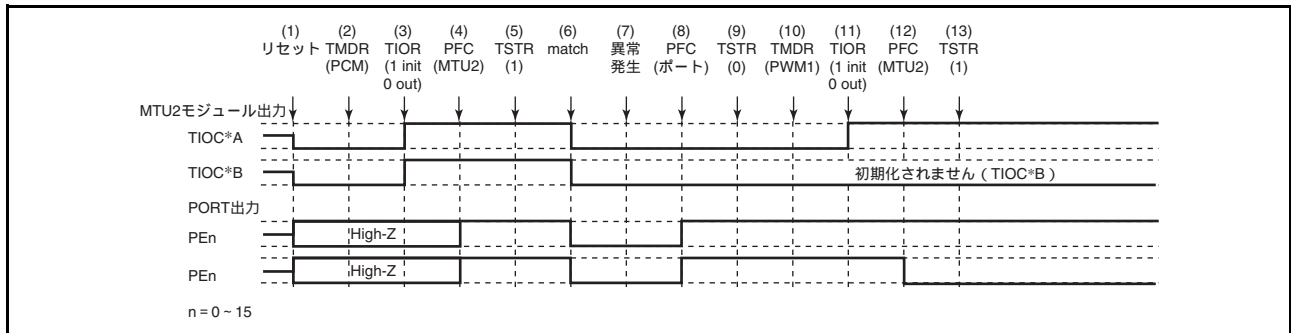 (1) (2) (3) (4) (5) (6) (7) (8) (9) (10) (11) (12) (13)
リセット TMDR TIOR PFC TSTR match 異常 PFC TSTR TMDR TIOR PFC TSTR
(PCM) (1 init (MTU2) (1) 発生 (ポート) (0) (PWM1) (1 init (MTU2) (1)
0 out) 0 out)
MTU2モジュール出力
TIOC*A
TIOC*B 初期化されません（TIOC*B）
PORT出力
PEn High-Z
PEn High-Z
n = 0 ~ 15